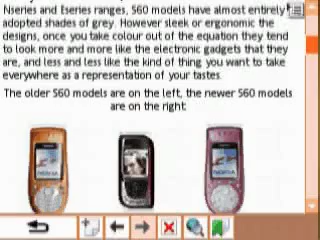 Nseries and Eseries ranges, S60 models have almost entirely
adopted shades of grey. However sleek or ergonomic the
designs, once you take colour out of the equation they tend
to look more and more like the electronic gadgets that they
are, and less and less like the kind of thing you want to take
everywhere as a representation of your tastes.
The older S60 models are on the left, the newer S60 models
are on the right
NOKIA
NOKIA